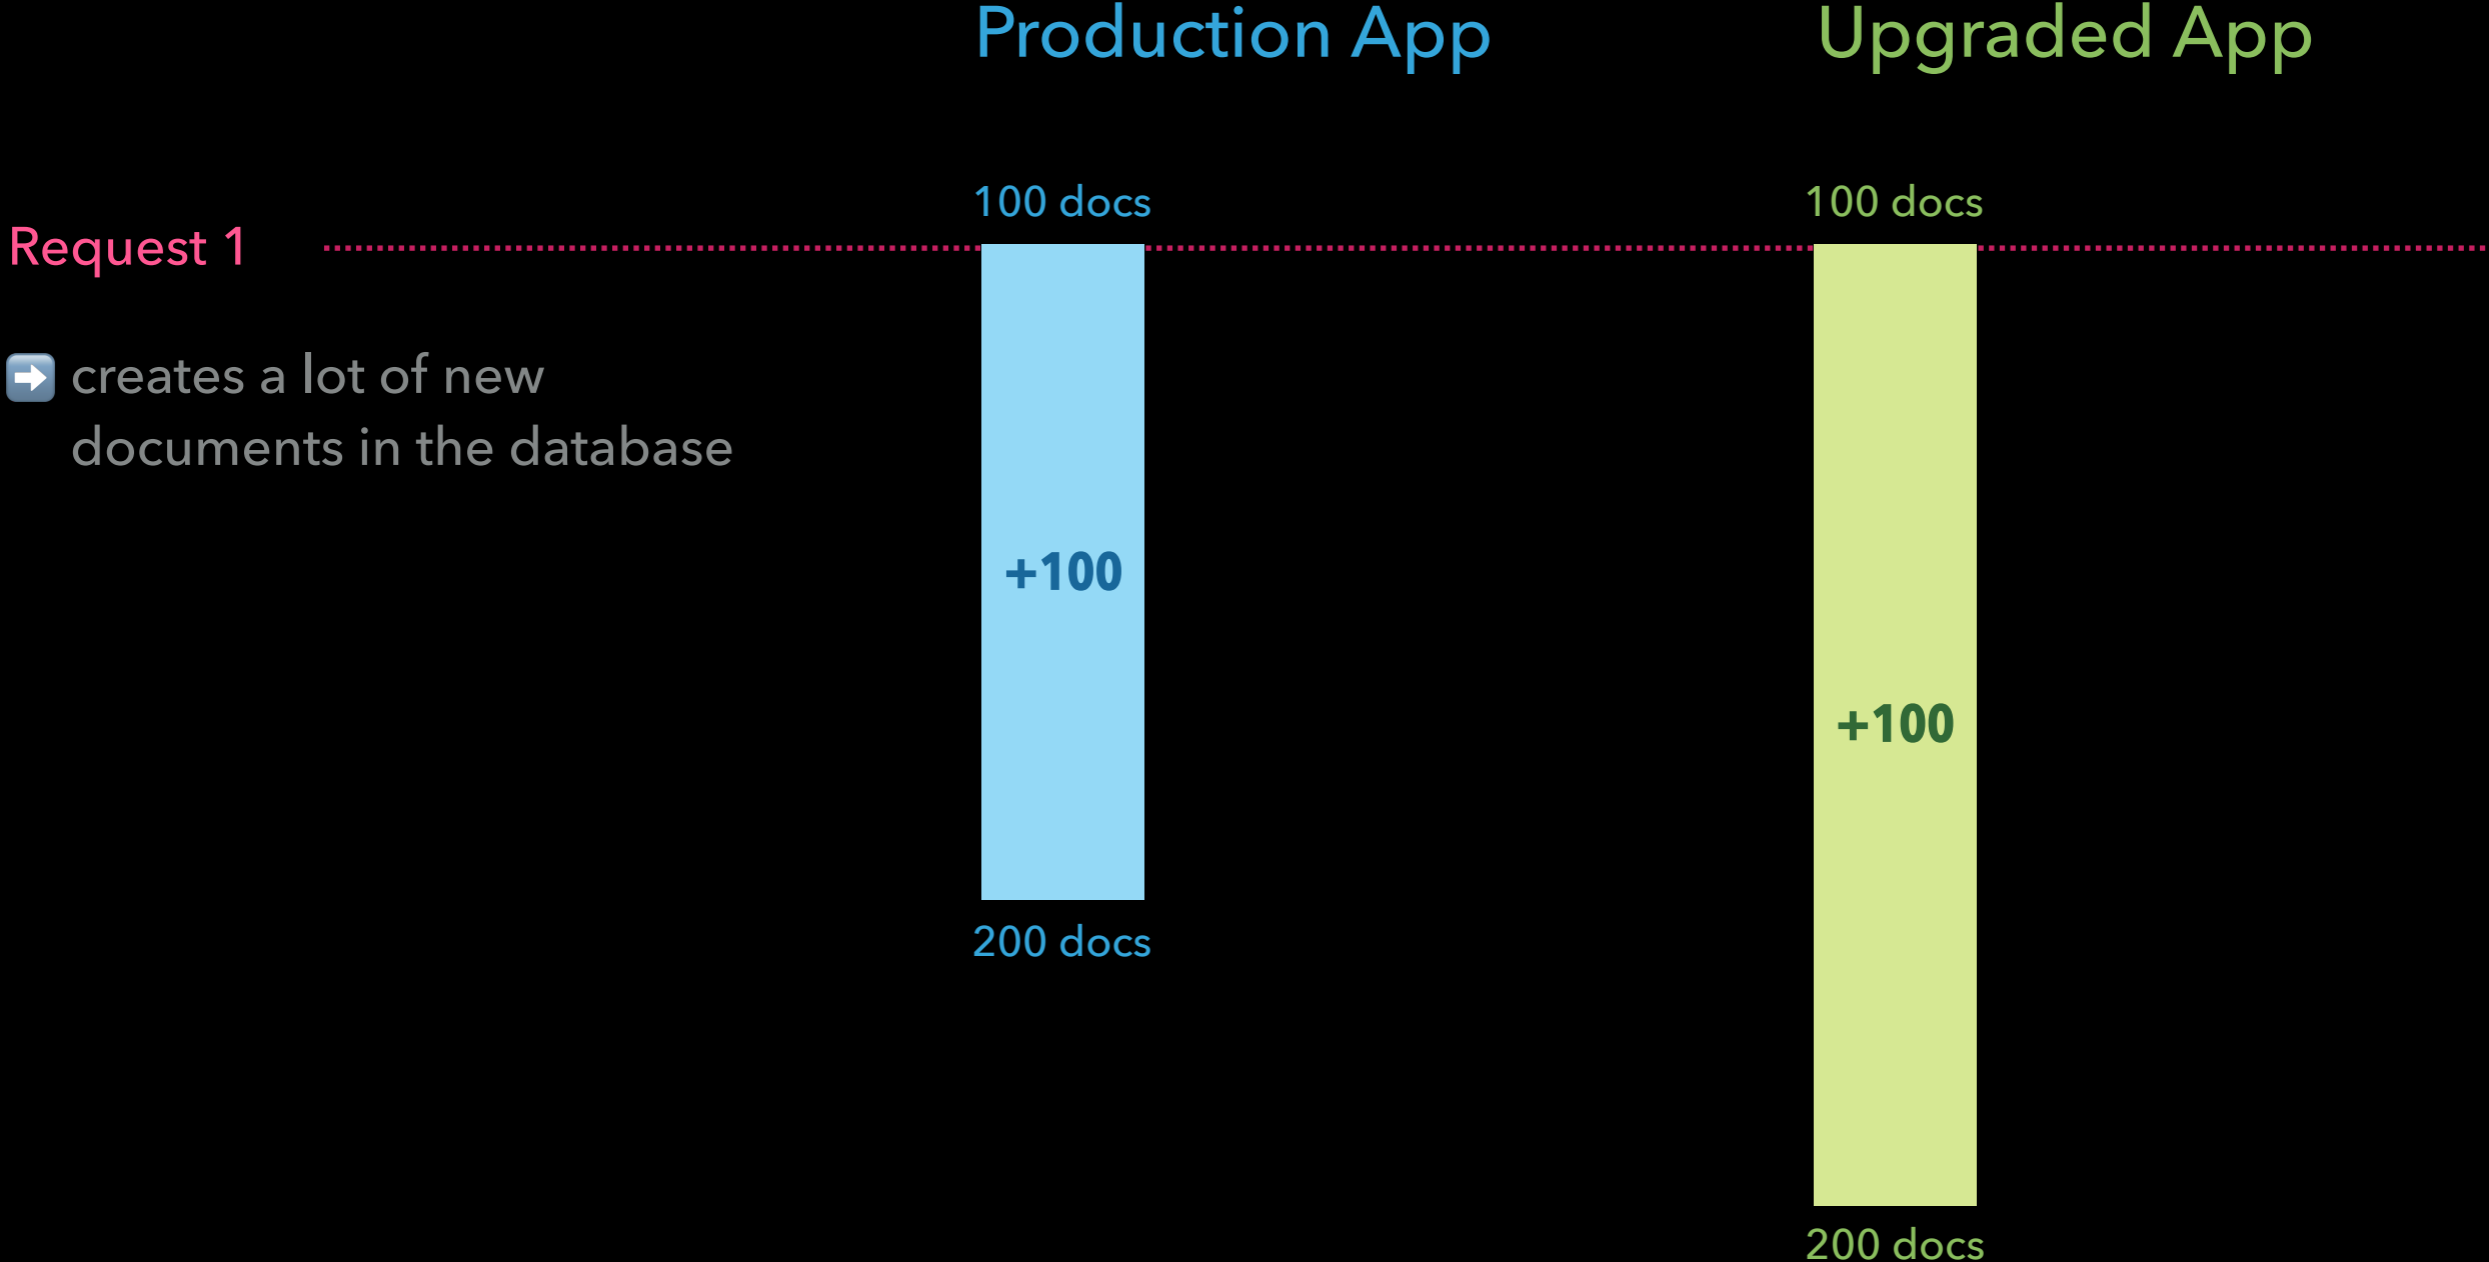 Production App
Upgraded App
100 docs
100 docs
Request 1
creates a lot of new
documents in the database
+100
+100
200 docs
200 docs